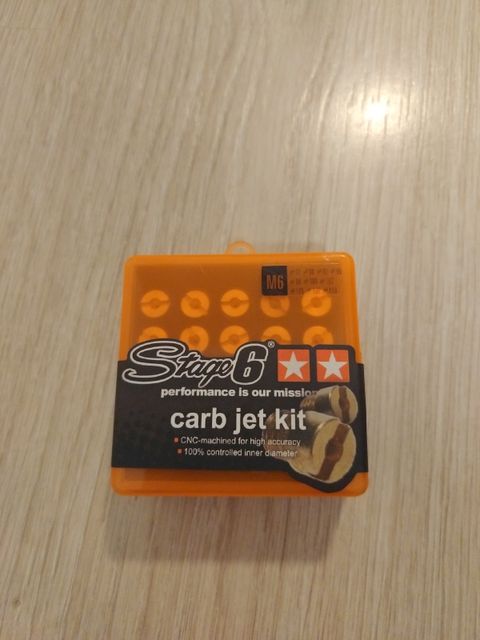 M6
Stage6®
performance is our mission
carb jet kit
CNC-machined for high accuracy
100% controlled inner diameter